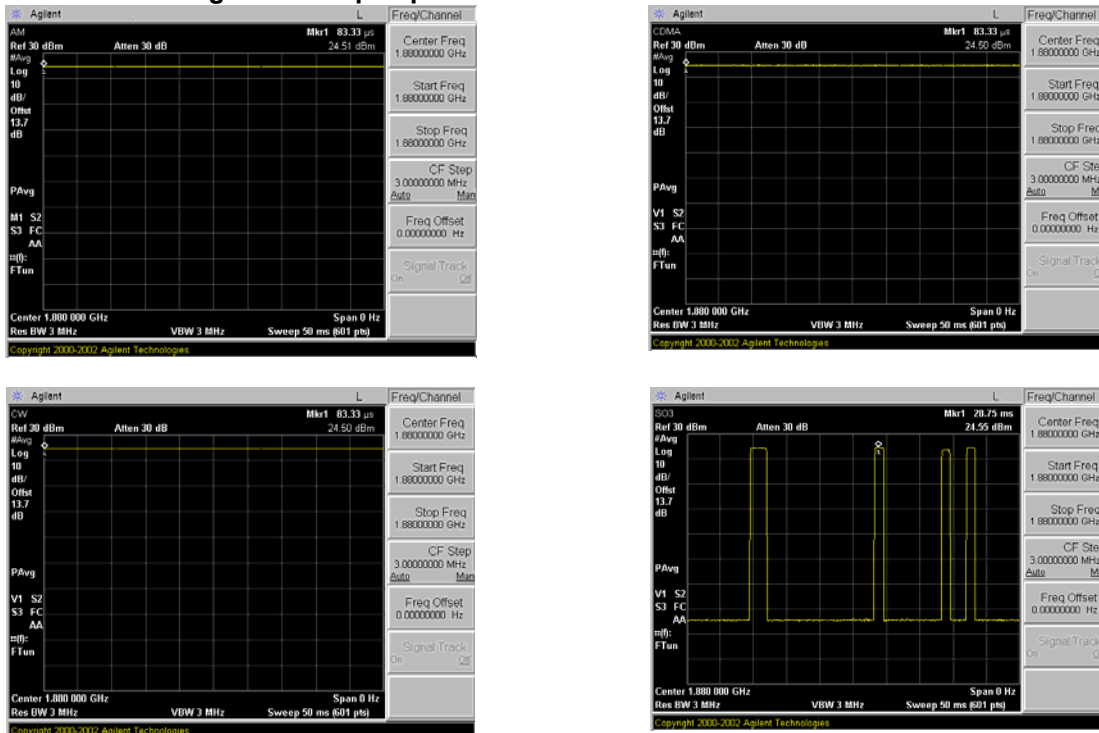 Agilent L Freq/Channel
AM Mkr1 83.33 µs
Ref 30 dBm Atten 30 dB 24.51 dBm
#Avg
Log
10
dB/
Offst
13.7
dB
PAvg
M1 S2
S3 FC
AA
¤(f):
FTun
Center 1.880 000 GHz Span 0 Hz
Res BW 3 MHz VBW 3 MHz Sweep 50 ms (601 pts)
Copyright 2000-2002 Agilent Technologies
Center Freq
1.88000000 GHz
Start Freq
1.88000000 GHz
Stop Freq
1.88000000 GHz
CF Step
3.00000000 MHz
Auto Man
Freq Offset
0.00000000 Hz
Signal Track
On Off
Agilent L Freq/Channel
CDMA Mkr1 83.33 µs
Ref 30 dBm Atten 30 dB 24.50 dBm
#Avg
Log
10
dB/
Offst
13.7
dB
PAvg
V1 S2
S3 FC
AA
¤(f):
FTun
Center 1.880 000 GHz Span 0 Hz
Res BW 3 MHz VBW 3 MHz Sweep 50 ms (601 pts)
Copyright 2000-2002 Agilent Technologies
Center Freq
1.88000000 GHz
Start Freq
1.88000000 GHz
Stop Freq
1.88000000 GHz
CF Ste
3.00000000 MHz
Auto M
Freq Offset
0.00000000 Hz
Signal Track
On
Agilent L Freq/Channel
CW Mkr1 83.33 µs
Ref 30 dBm Atten 30 dB 24.50 dBm
#Avg
Log
10
dB/
Offst
13.7
dB
PAvg
V1 S2
S3 FC
AA
¤(f):
FTun
Center 1.880 000 GHz Span 0 Hz
Res BW 3 MHz VBW 3 MHz Sweep 50 ms (601 pts)
Copyright 2000-2002 Agilent Technologies
Center Freq
1.88000000 GHz
Start Freq
1.88000000 GHz
Stop Freq
1.88000000 GHz
CF Step
3.00000000 MHz
Auto Man
Freq Offset
0.00000000 Hz
Signal Track
On Off
Agilent L Freq/Channel
SO3 Mkr1 28.75 ms
Ref 30 dBm Atten 30 dB 24.55 dBm
#Avg
Log
10
dB/
Offst
13.7
dB
PAvg
V1 S2
S3 FC
AA
¤(f):
FTun
Center 1.880 000 GHz Span 0 Hz
Res BW 3 MHz VBW 3 MHz Sweep 50 ms (601 pts)
Copyright 2000-2002 Agilent Technologies
Center Freq
1.88000000 GHz
Start Freq
1.88000000 GHz
Stop Freq
1.88000000 GHz
CF Ste
3.00000000 MHz
Auto M
Freq Offset
0.00000000 Hz
Signal Track
On